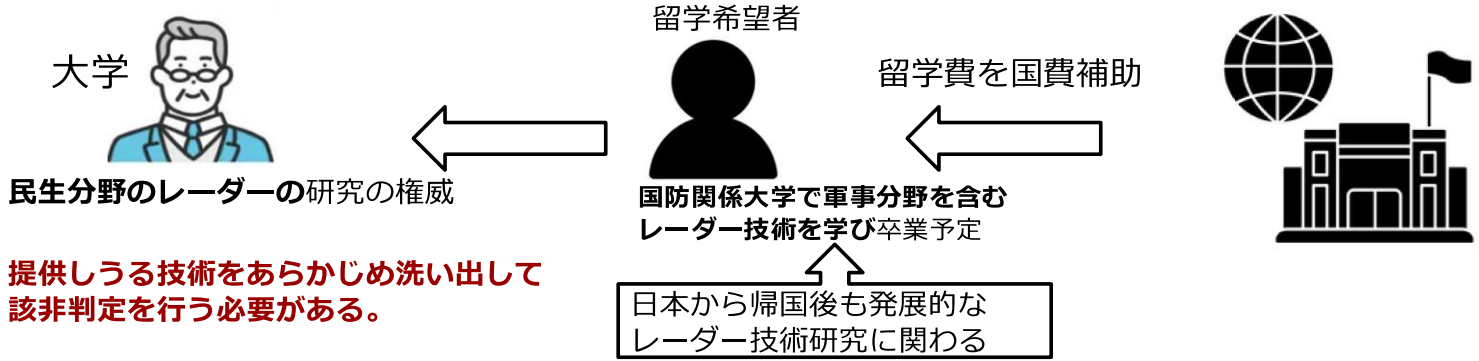 大学
留学希望者
留学費を国費補助
民生分野のレーダーの研究の権威
国防関係大学で軍事分野を含む
レーダー技術を学び卒業予定
提供しうる技術をあらかじめ洗い出して
該非判定を行う必要がある。
日本から帰国後も発展的な
レーダー技術研究に関わる